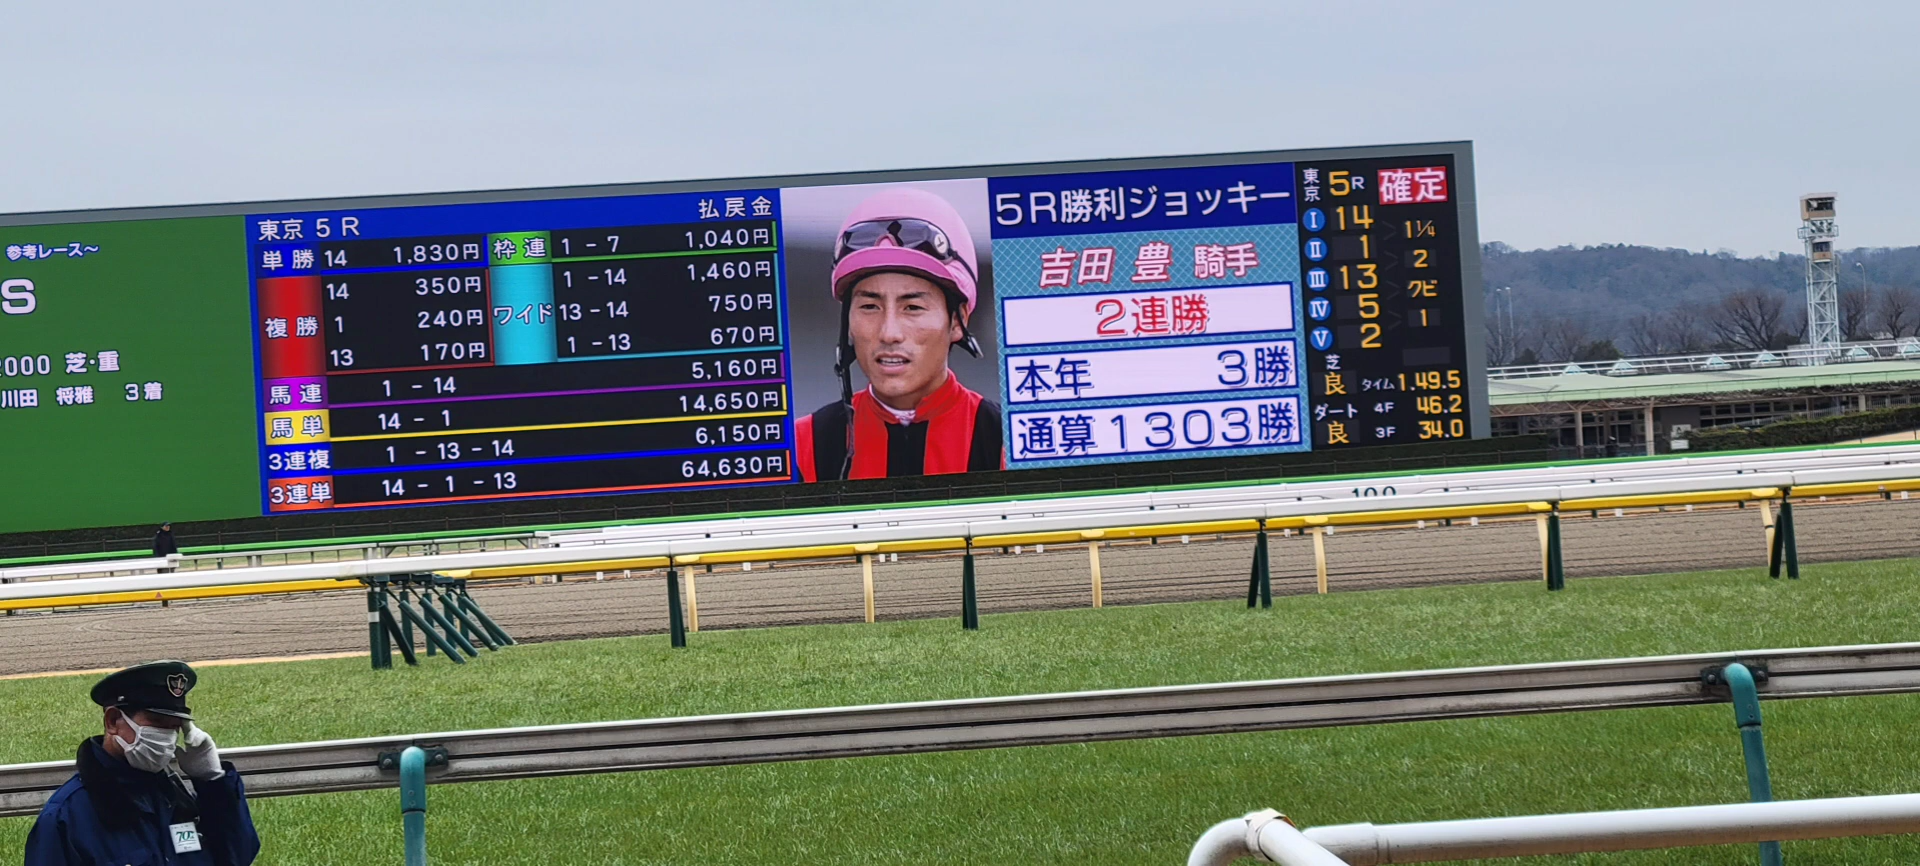 参考レース～
S
2000 芝・重
川田 将雅 3着
東京 5 R 払戻金
単勝 14 1,830円
複勝 14 350円
1 240円
13 170円
枠連 1 - 7 1,040円
ワイド 1 - 14 1,460円
13 - 14 750円
1 - 13 670円
馬連 1 - 14 5,160円
馬単 14 - 1 14,650円
3連複 1 - 13 - 14 6,150円
3連単 14 - 1 - 13 64,630円
5R勝利ジョッキー
吉田 豊 騎手
2連勝
本年 3勝
通算1303勝
東京 5R 確定
Ⅰ 14
Ⅱ 1 > 1¼
Ⅲ 13 > 2
Ⅳ 5 > クビ
Ⅴ 2 > 1
芝 良 タイム 1.49.5
ダート 良 4F 46.2
3F 34.0
100
70